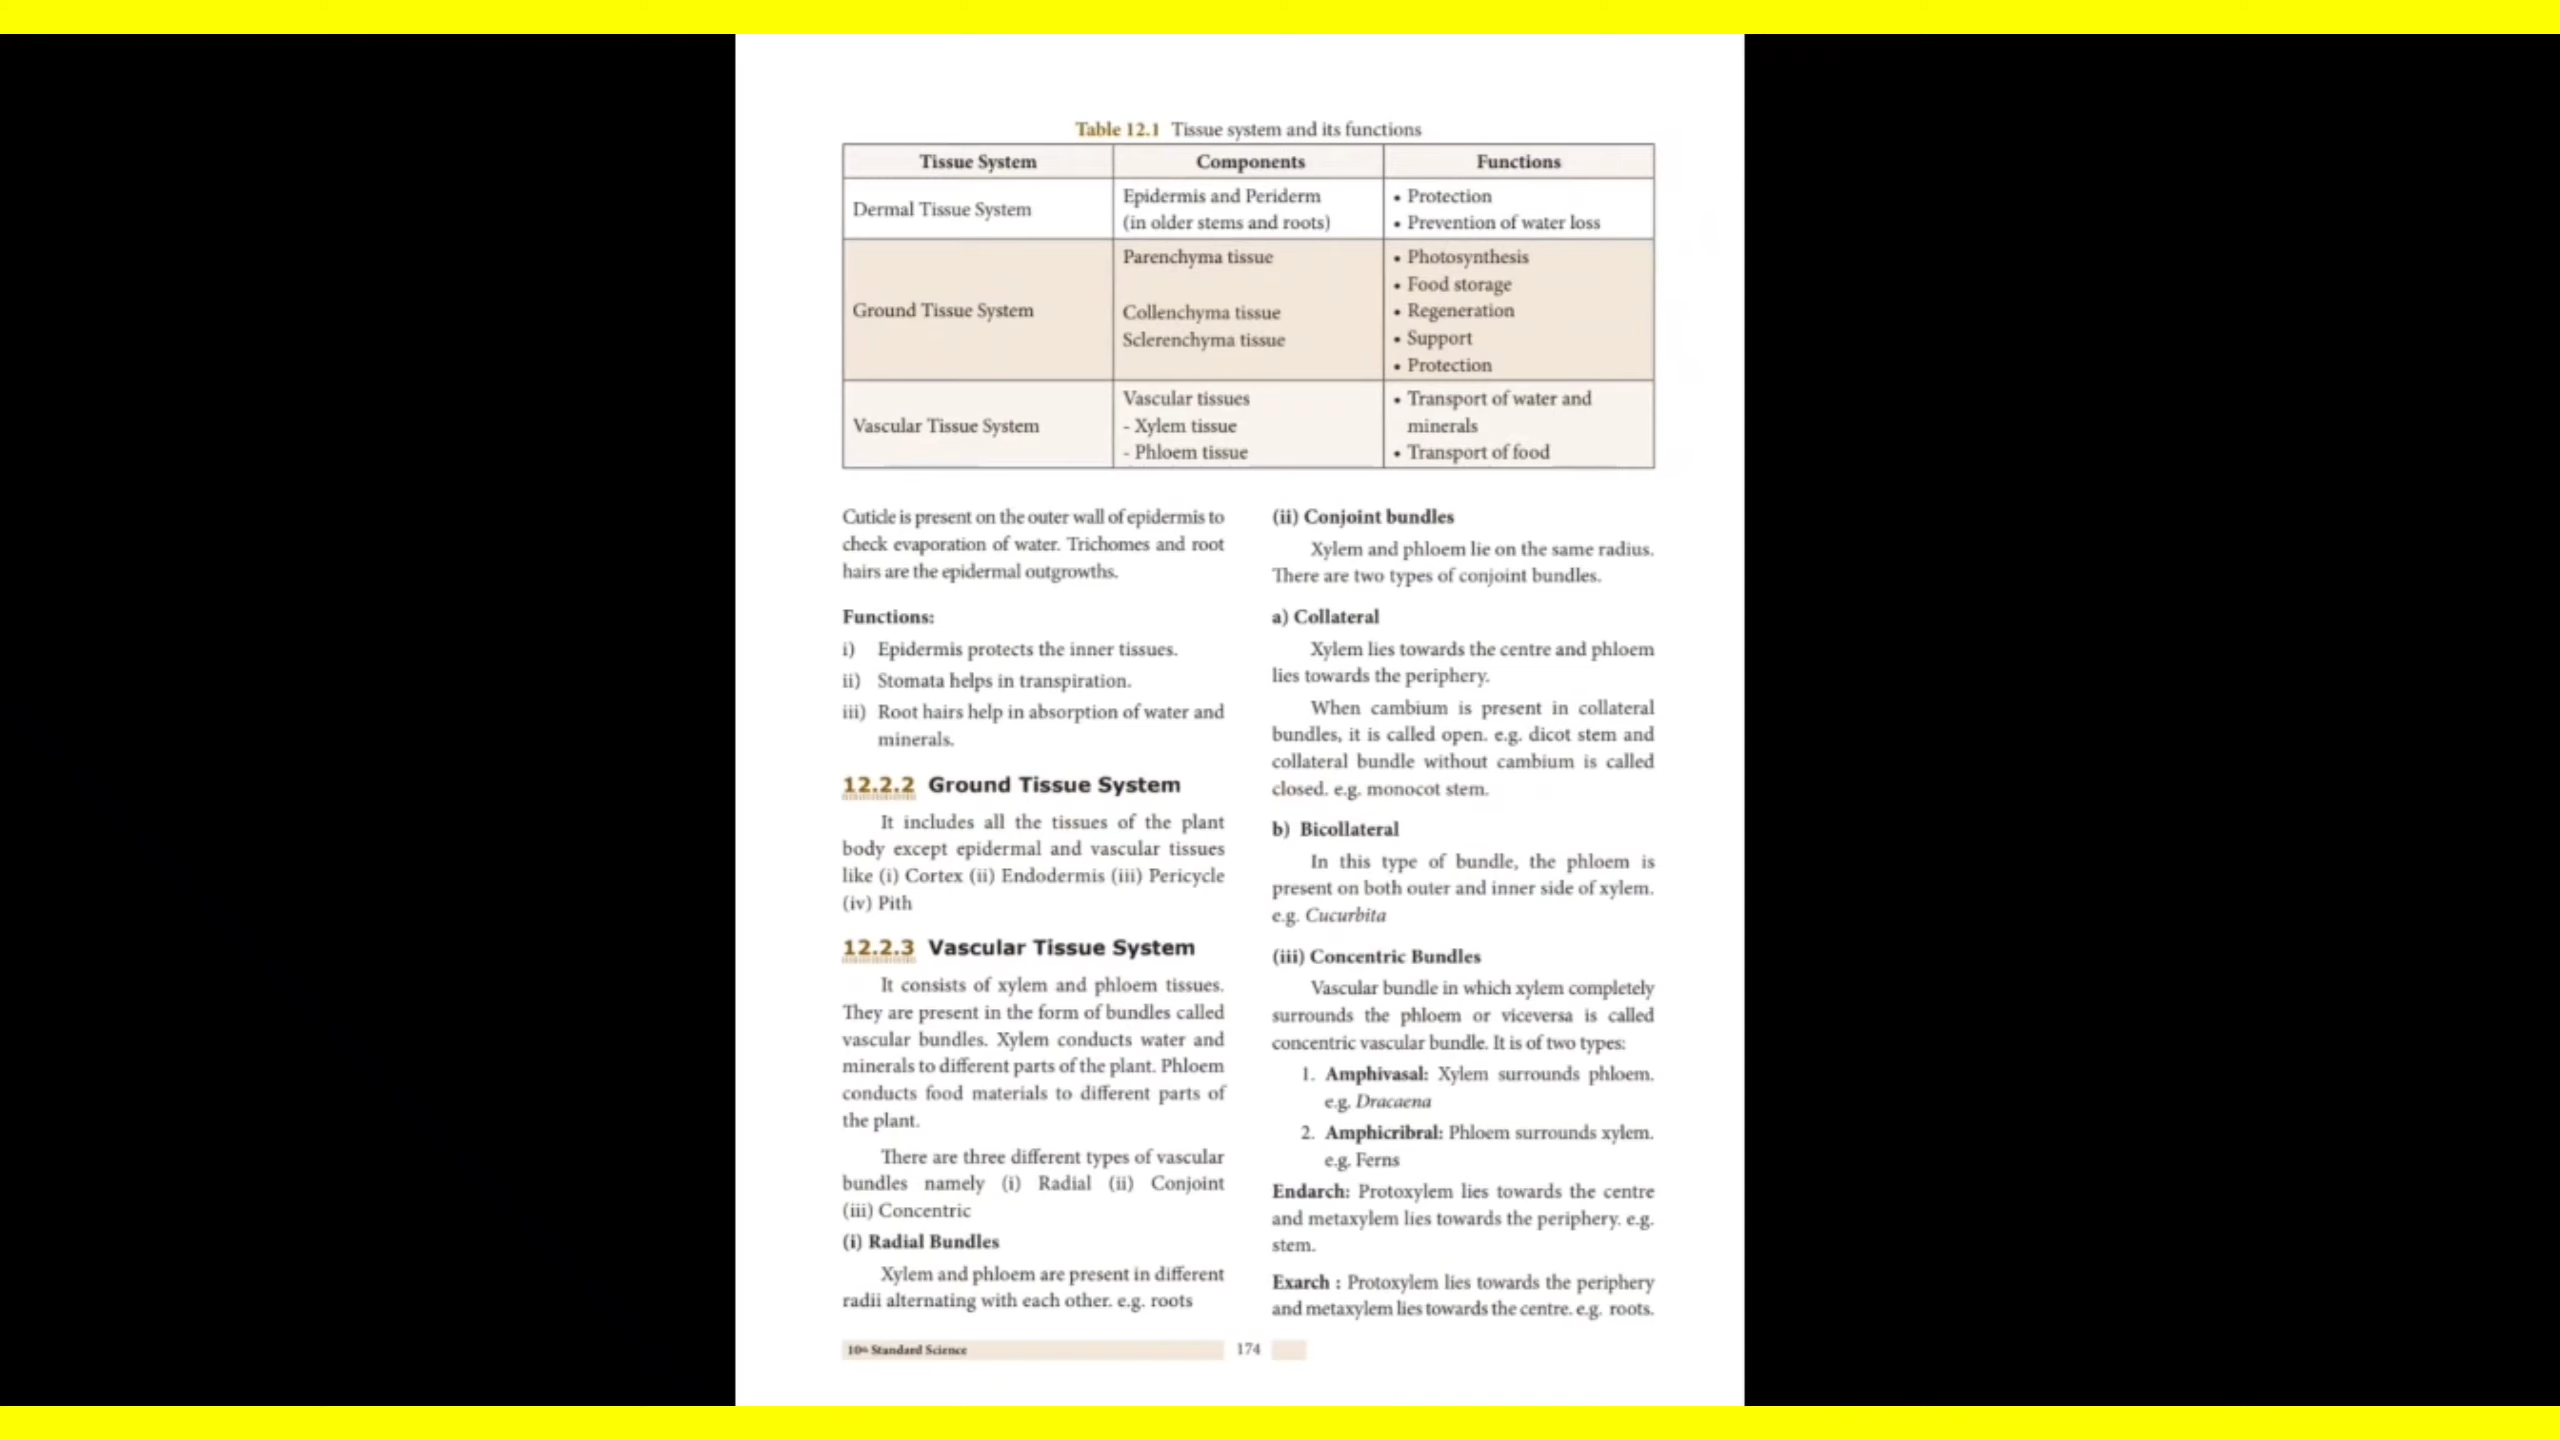 Table 12.1 Tissue system and its functions
Tissue System Components Functions
Dermal Tissue System
Epidermis and Periderm
(in older stems and roots)
• Protection
• Prevention of water loss
Ground Tissue System
Parenchyma tissue
Collenchyma tissue
Sclerenchyma tissue
• Photosynthesis
• Food storage
• Regeneration
• Support
• Protection
Vascular Tissue System
Vascular tissues
- Xylem tissue
- Phloem tissue
• Transport of water and
minerals
• Transport of food
Cuticle is present on the outer wall of epidermis to
check evaporation of water. Trichomes and root
hairs are the epidermal outgrowths.
Functions:
i) Epidermis protects the inner tissues.
ii) Stomata helps in transpiration.
iii) Root hairs help in absorption of water and
minerals.
12.2.2 Ground Tissue System
It includes all the tissues of the plant
body except epidermal and vascular tissues
like (i) Cortex (ii) Endodermis (iii) Pericycle
(iv) Pith
12.2.3 Vascular Tissue System
It consists of xylem and phloem tissues.
They are present in the form of bundles called
vascular bundles. Xylem conducts water and
minerals to different parts of the plant. Phloem
conducts food materials to different parts of
the plant.
There are three different types of vascular
bundles namely (i) Radial (ii) Conjoint
(iii) Concentric
(i) Radial Bundles
Xylem and phloem are present in different
radii alternating with each other. e.g. roots
(ii) Conjoint bundles
Xylem and phloem lie on the same radius.
There are two types of conjoint bundles.
a) Collateral
Xylem lies towards the centre and phloem
lies towards the periphery.
When cambium is present in collateral
bundles, it is called open. e.g. dicot stem and
collateral bundle without cambium is called
closed. e.g. monocot stem.
b) Bicollateral
In this type of bundle, the phloem is
present on both outer and inner side of xylem.
e.g. Cucurbita
(iii) Concentric Bundles
Vascular bundle in which xylem completely
surrounds the phloem or viceversa is called
concentric vascular bundle. It is of two types:
1. Amphivasal: Xylem surrounds phloem.
e.g. Dracaena
2. Amphicribral: Phloem surrounds xylem.
e.g. Ferns
Endarch: Protoxylem lies towards the centre
and metaxylem lies towards the periphery. e.g.
stem.
Exarch : Protoxylem lies towards the periphery
and metaxylem lies towards the centre. e.g. roots.
10th Standard Science 174